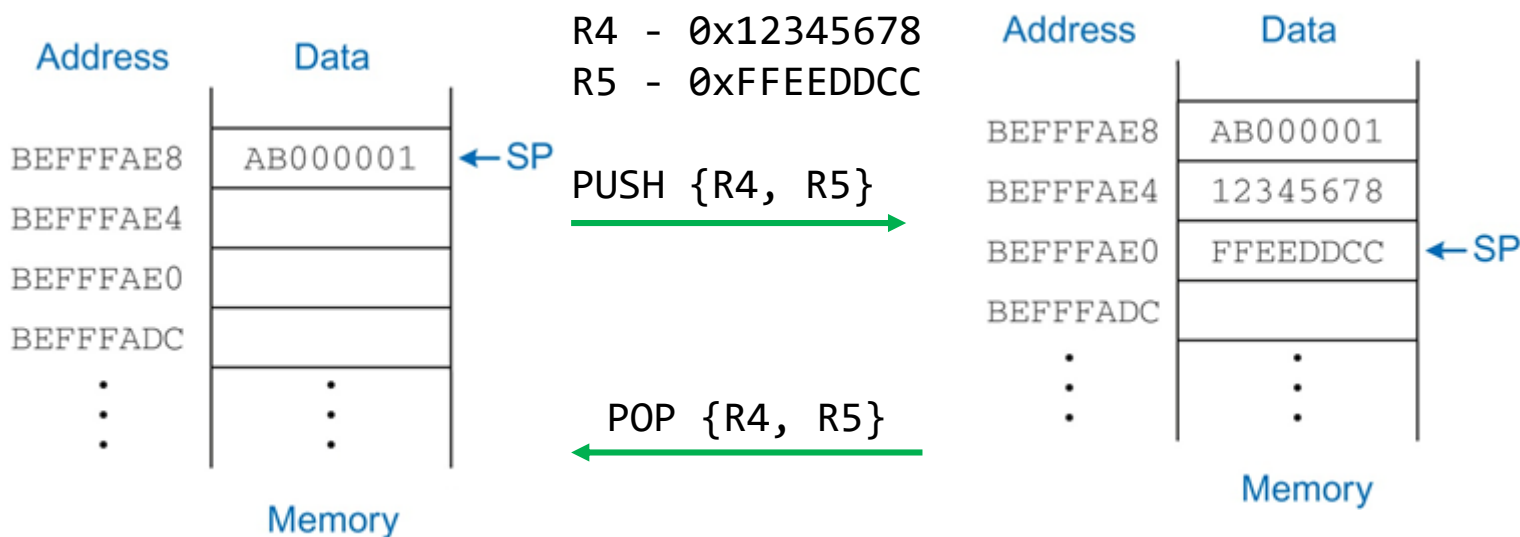 Address Data
BEFFFAE8 AB000001 ←SP
BEFFFAE4
BEFFFAE0
BEFFFADC
Memory
R4 - 0x12345678
R5 - 0xFFEEDDCC
PUSH {R4, R5}
POP {R4, R5}
Address Data
BEFFFAE8 AB000001
BEFFFAE4 12345678
BEFFFAE0 FFEEDDCC ←SP
BEFFFADC
Memory